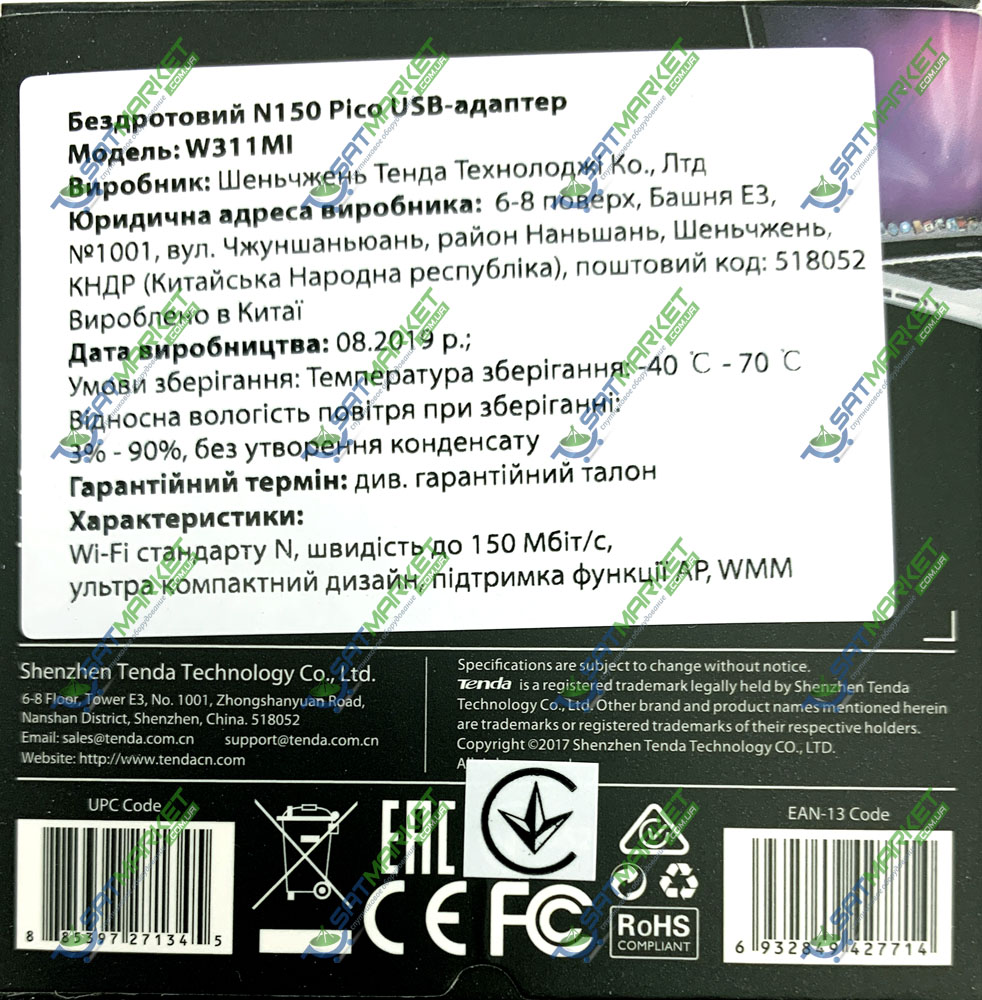 Бездротовий N150 Pico USB-адаптер
Модель: W311MI
Виробник: Шеньчжень Тенда Технолоджі Ко., Лтд
Юридична адреса виробника: 6-8 поверх, Башня Е3,
№1001, вул. Чжуншаньюань, район Наньшань, Шеньчжень,
КНДР (Китайська Народна республіка), поштовий код: 518052
Вироблено в Китаї
Дата виробництва: 08.2019 р.;
Умови зберігання: Температура зберігання: -40 ℃ - 70 ℃
Відносна вологість повітря при зберіганні:
3% - 90%, без утворення конденсату
Гарантійний термін: див. гарантійний талон
Характеристики:
Wi-Fi стандарту N, швидість до 150 Мбіт/с,
ультра компактний дизайн, підтримка функції AP, WMM
Shenzhen Tenda Technology Co., Ltd.
6-8 Floor, Tower E3, No. 1001, Zhongshanyuan Road,
Nanshan District, Shenzhen, China. 518052
Email: sales@tenda.com.cn support@tenda.com.cn
Website: http://www.tendacn.com
Specifications are subject to change without notice.
Tenda is a registered trademark legally held by Shenzhen Tenda
Technology Co., Ltd. Other brand and product names mentioned herein
are trademarks or registered trademarks of their respective holders.
Copyright ©2017 Shenzhen Tenda Technology CO., LTD.
UPC Code
8 85397 27134 5
EAC
CE FC
RoHS
COMPLIANT
EAN-13 Code
6 932849 427714
SATMARKET
.COM.UA
спутниковое оборудование